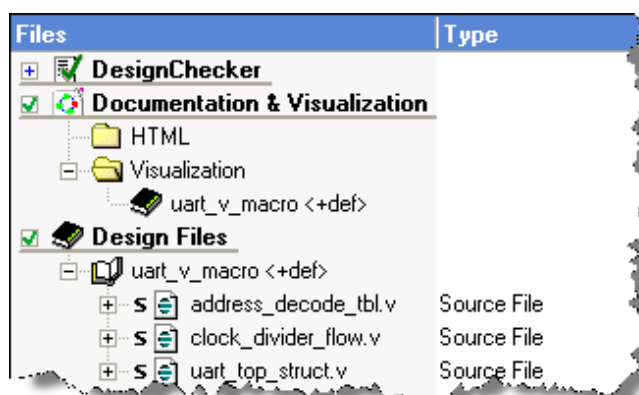 Files Type
DesignChecker
Documentation & Visualization
HTML
Visualization
uart_v_macro <+def>
Design Files
uart_v_macro <+def>
S address_decode_tbl.v Source File
S clock_divider_flow.v Source File
S uart_top_struct.v Source File